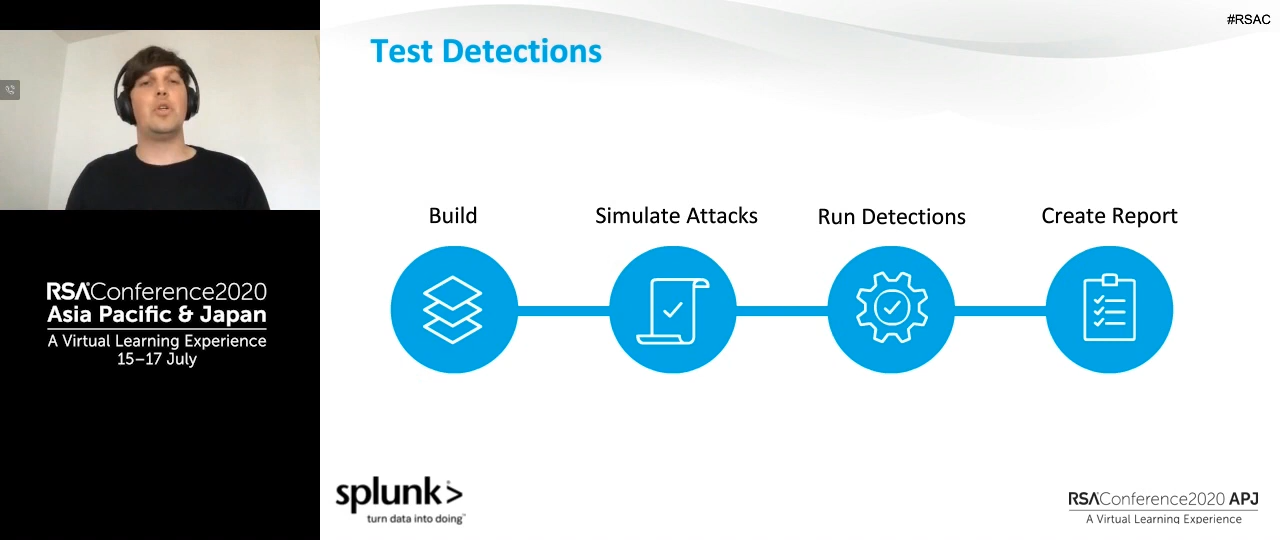 #RSAC
Test Detections
Build
Simulate Attacks
Run Detections
Create Report
RSAConference2020
Asia Pacific & Japan
A Virtual Learning Experience
15–17 July
splunk>
turn data into doing™
RSAConference2020 APJ
A Virtual Learning Experience